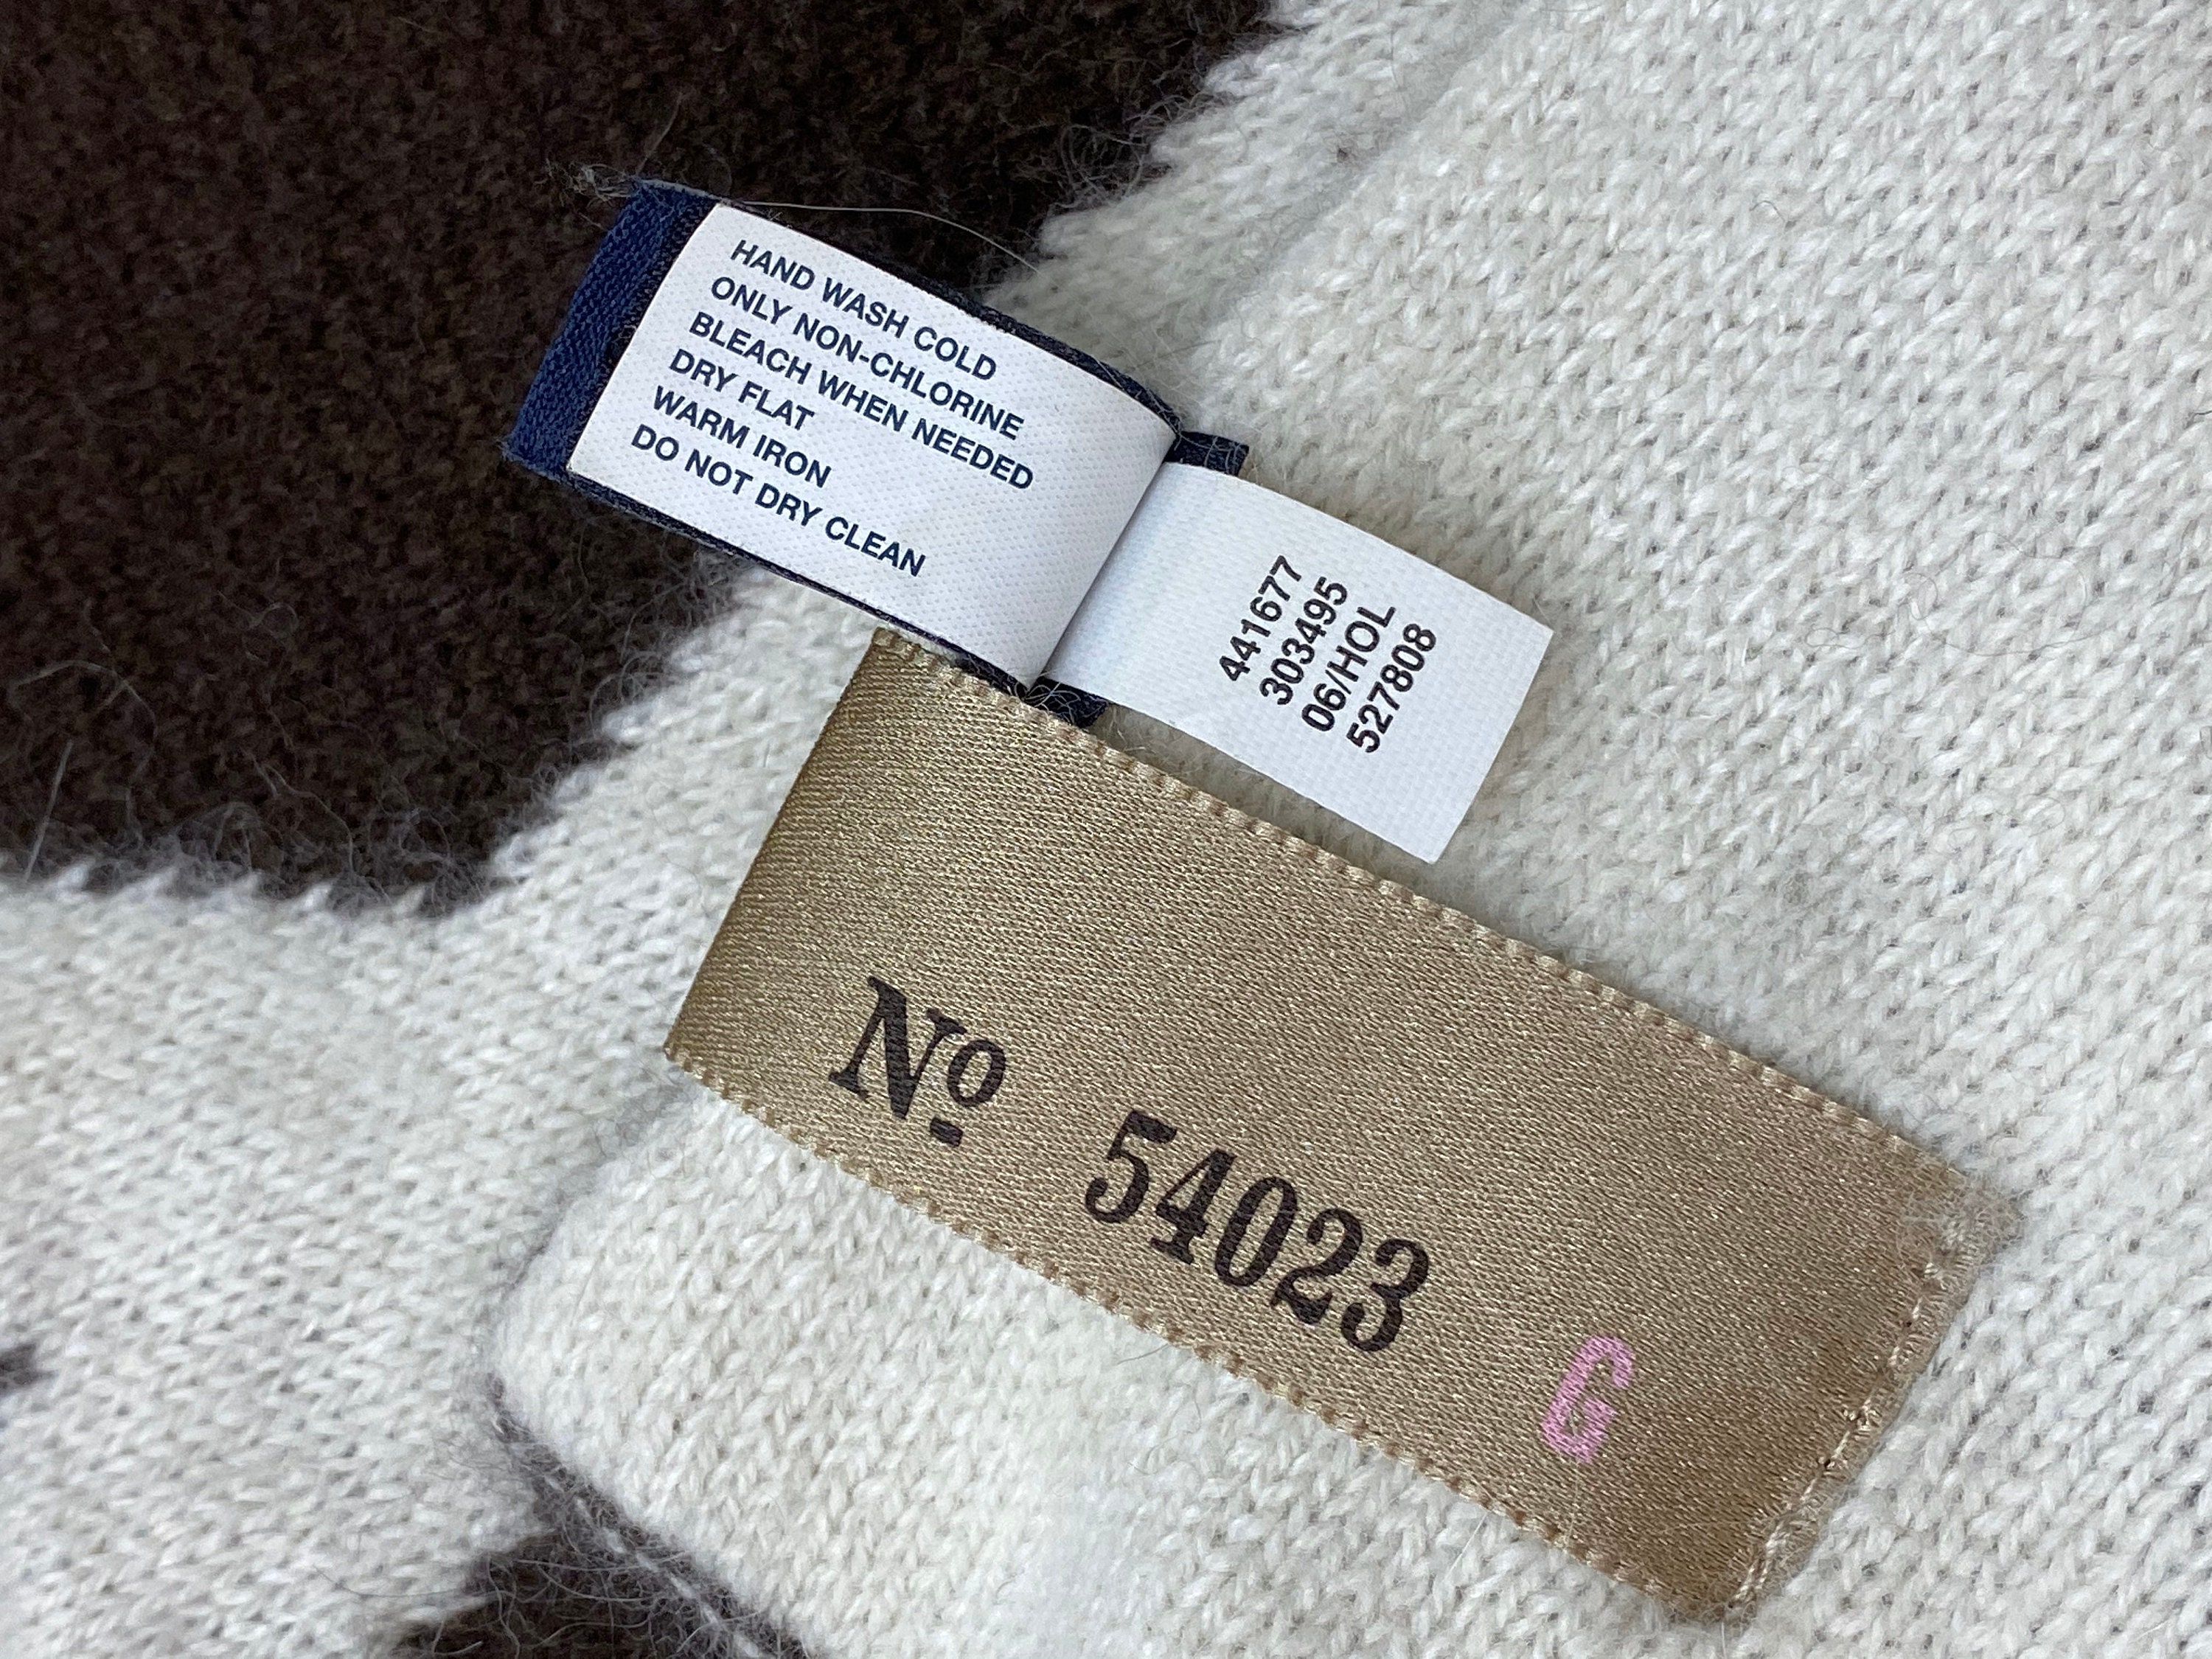 HAND WASH COLD
ONLY NON-CHLORINE
BLEACH WHEN NEEDED
DRY FLAT
WARM IRON
DO NOT DRY CLEAN
441677
303495
06/HOL
527808
Nº 54023 G